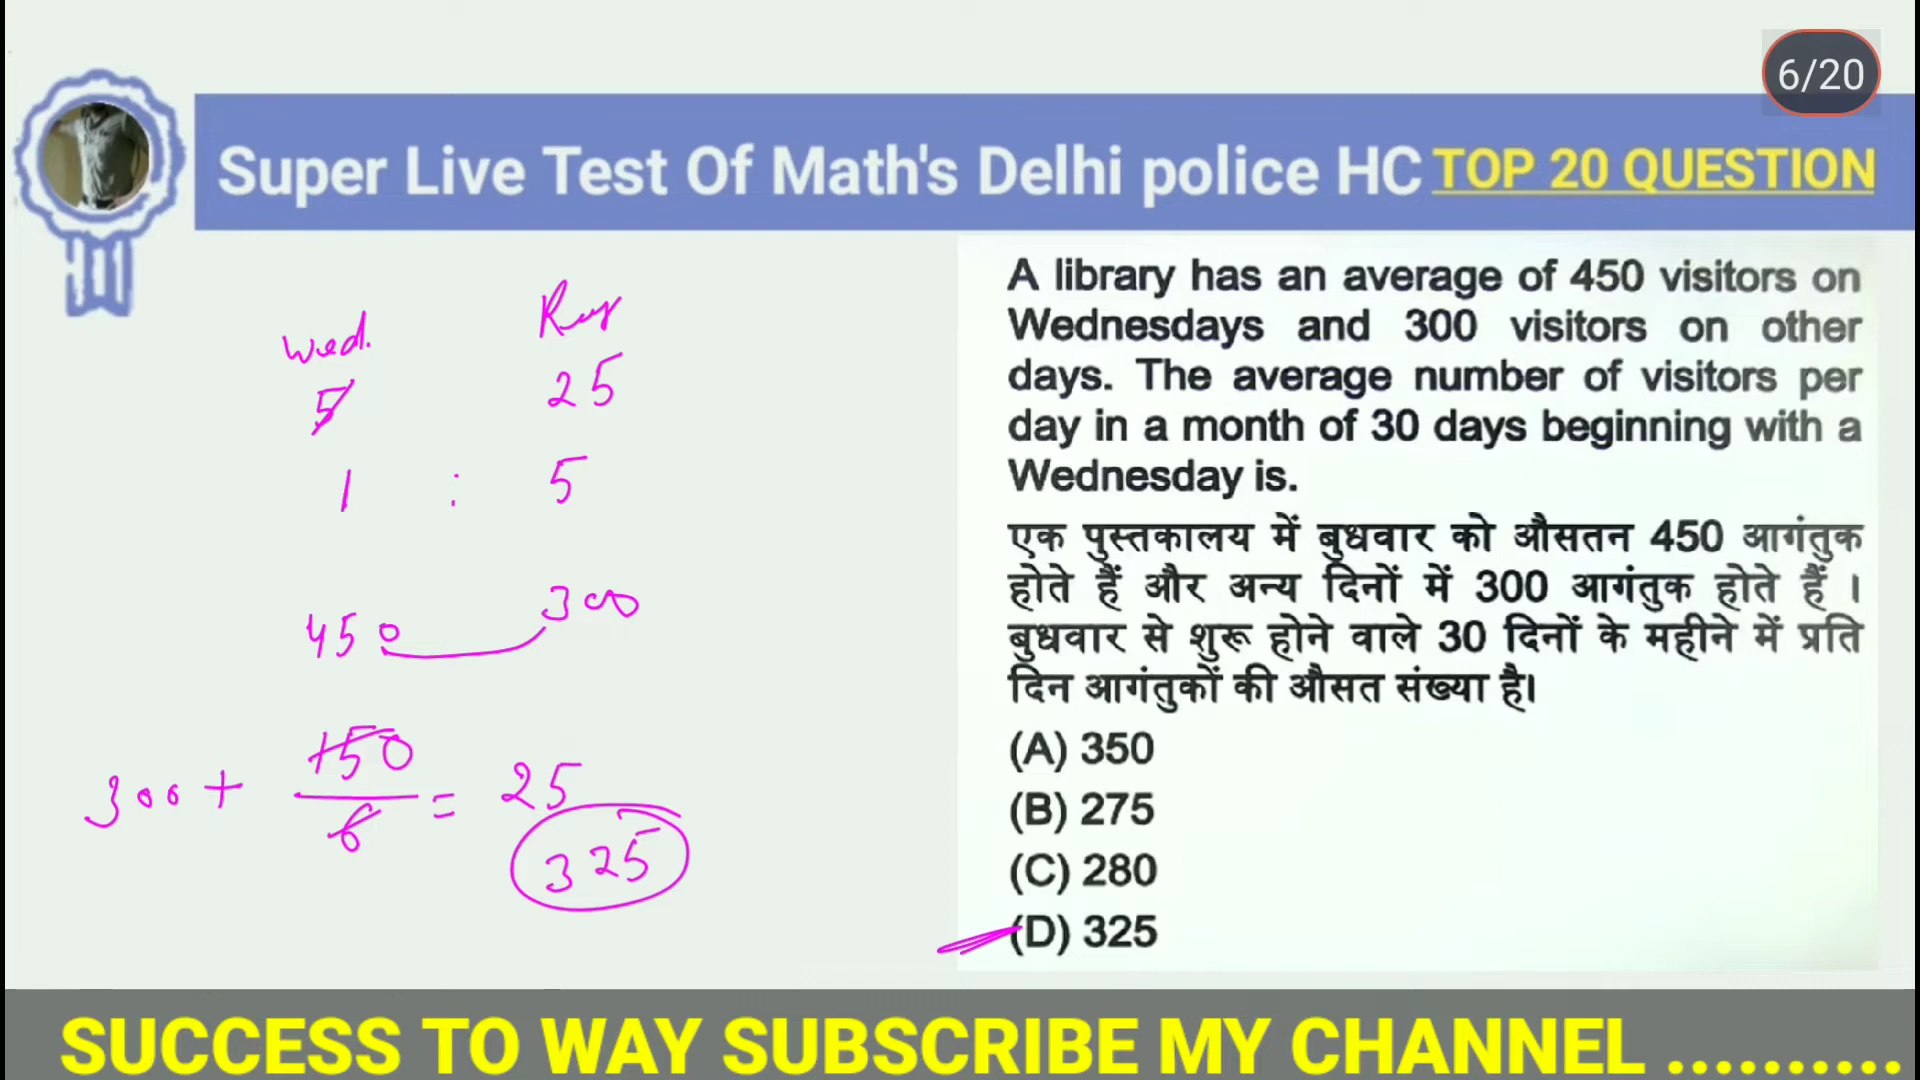 6/20
Super Live Test Of Math's Delhi police HC TOP 20 QUESTION
Wed.
5 25
1 : 5
450 300
300 + 150/6 = 25
325
A library has an average of 450 visitors on
Wednesdays and 300 visitors on other
days. The average number of visitors per
day in a month of 30 days beginning with a
Wednesday is.
एक पुस्तकालय में बुधवार को औसतन 450 आगंतुक
होते हैं और अन्य दिनों में 300 आगंतुक होते हैं ।
बुधवार से शुरू होने वाले 30 दिनों के महीने में प्रति
दिन आगंतुकों की औसत संख्या है।
(A) 350
(B) 275
(C) 280
(D) 325
SUCCESS TO WAY SUBSCRIBE MY CHANNEL ..........